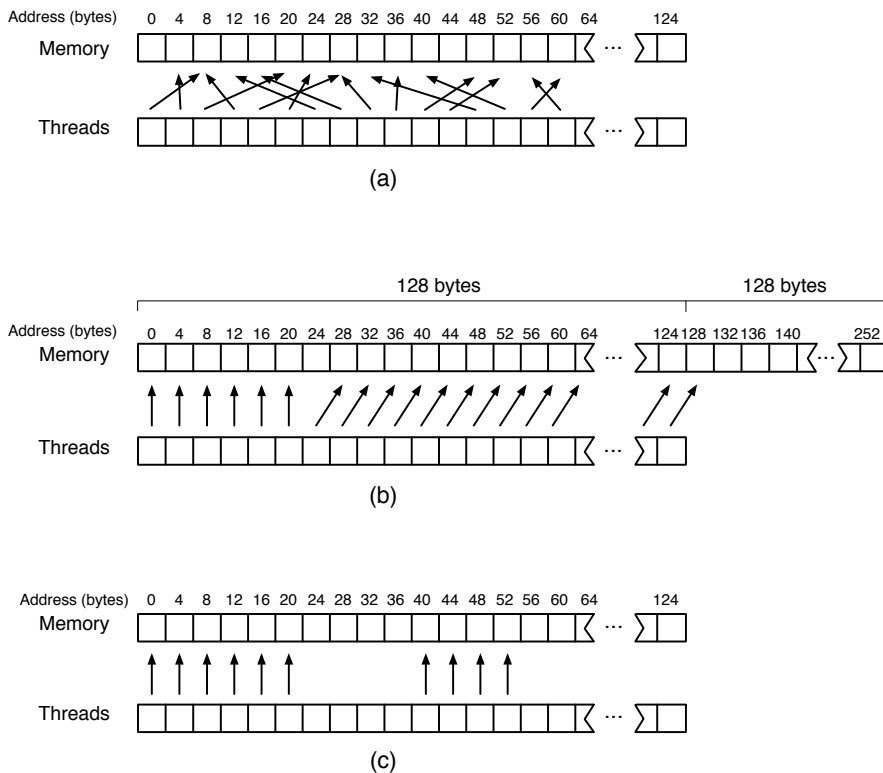 Address (bytes) 0 4 8 12 16 20 24 28 32 36 40 44 48 52 56 60 64 124
Memory ...
Threads ...
(a)
128 bytes 128 bytes
Address (bytes) 0 4 8 12 16 20 24 28 32 36 40 44 48 52 56 60 64 124 128 132 136 140 252
Memory ... ...
Threads ...
(b)
Address (bytes) 0 4 8 12 16 20 24 28 32 36 40 44 48 52 56 60 64 124
Memory ...
Threads ...
(c)